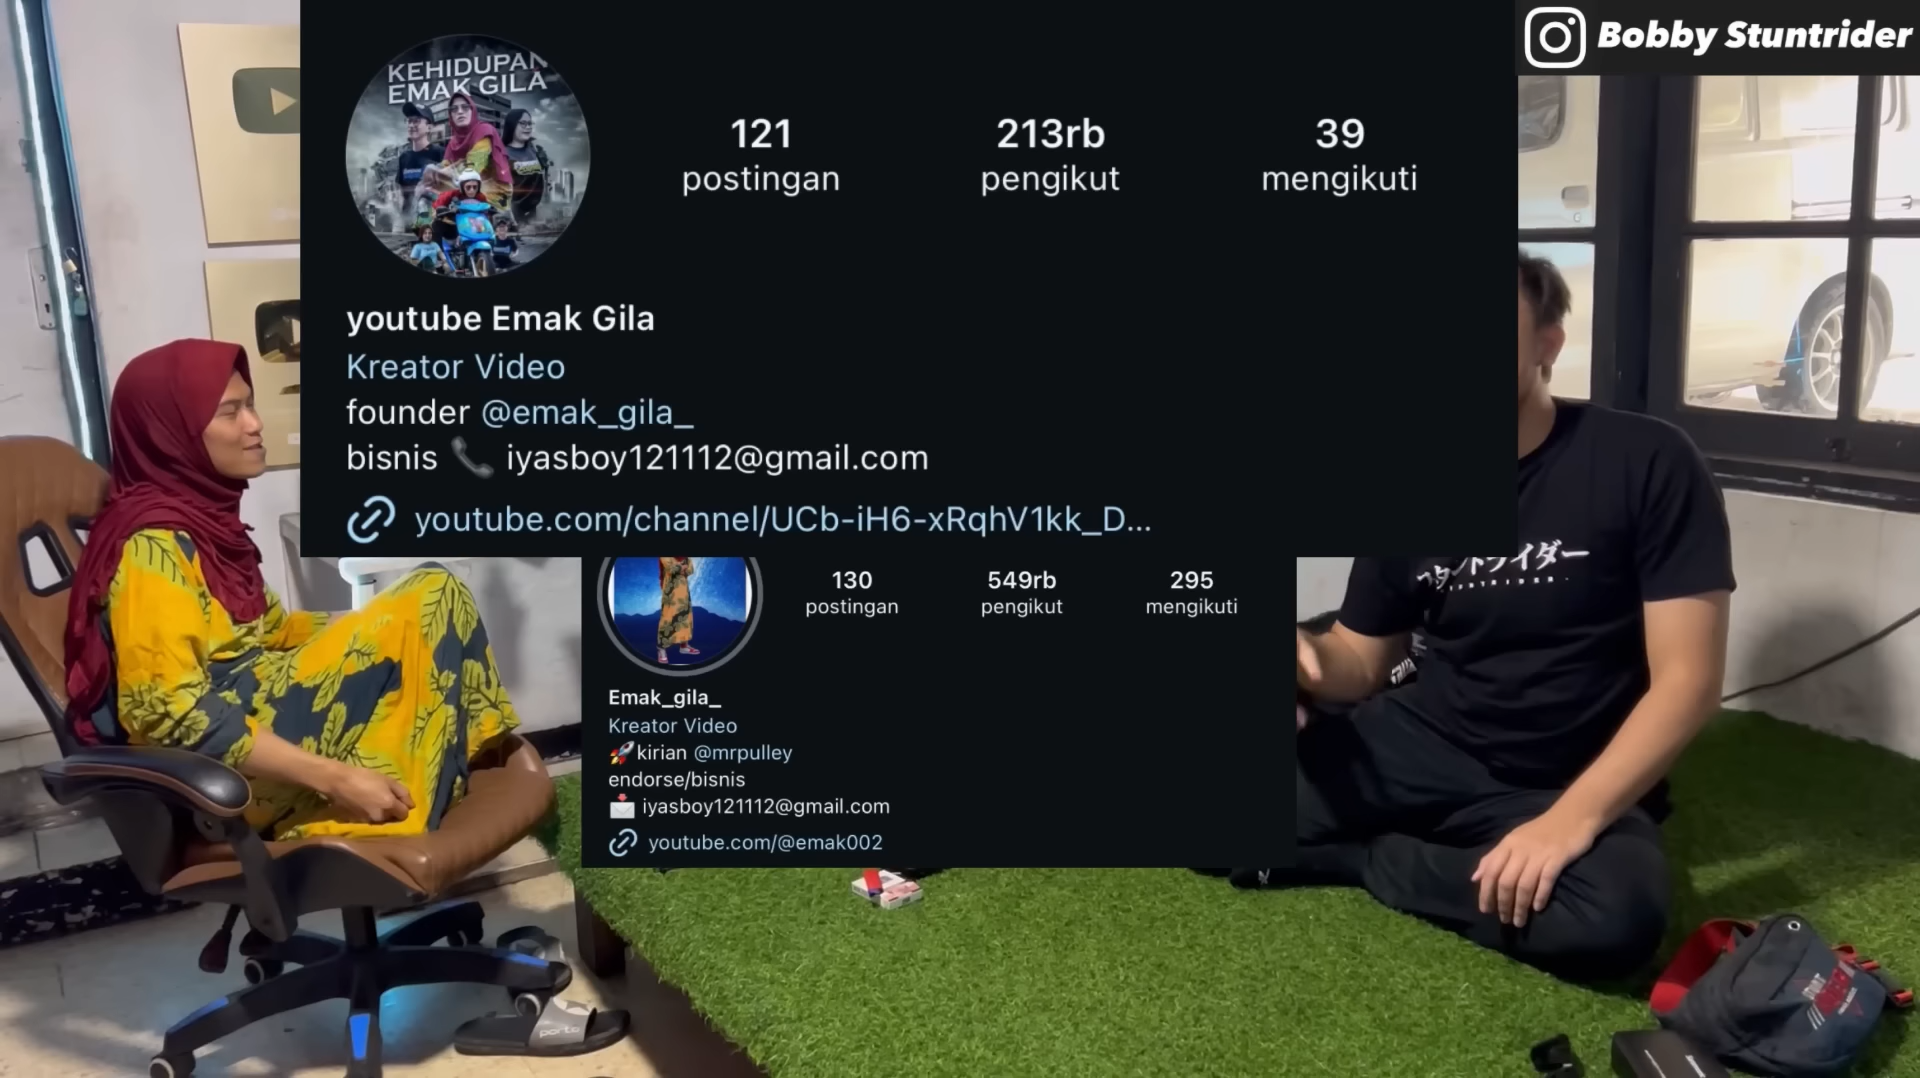 Bobby Stuntrider
KEHIDUPAN
EMAK GILA
121
postingan
213rb
pengikut
39
mengikuti
youtube Emak Gila
Kreator Video
founder @emak_gila_
bisnis 📞 iyasboy121112@gmail.com
youtube.com/channel/UCb-iH6-xRqhV1kk_D...
130
postingan
549rb
pengikut
295
mengikuti
Emak_gila_
Kreator Video
🚀kirian @mrpulley
endorse/bisnis
📩 iyasboy121112@gmail.com
youtube.com/@emak002
porto